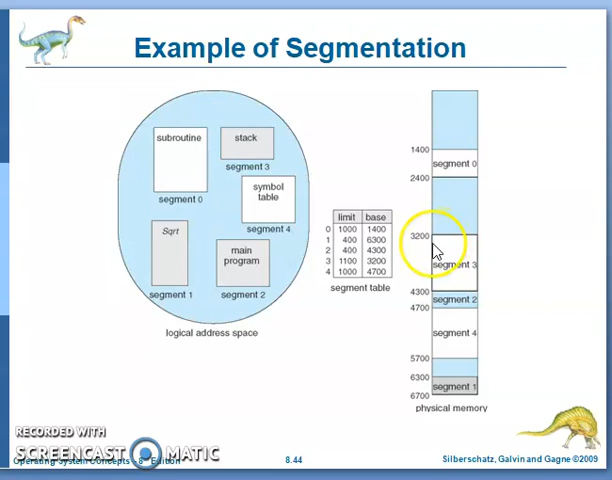 Example of Segmentation
subroutine
segment 0
stack
segment 3
symbol
table
segment 4
Sqrt
segment 1
main
program
segment 2
logical address space
limit base
0 1000 1400
1 400 6300
2 400 4300
3 1100 3200
4 1000 4700
segment table
1400
segment 0
2400
3200
segment 3
4300
segment 2
4700
segment 4
5700
6300
segment 1
6700
physical memory
RECORDED WITH
SCREENCAST MATIC
Operating System Concepts - 8th Edition
8.44
Silberschatz, Galvin and Gagne ©2009